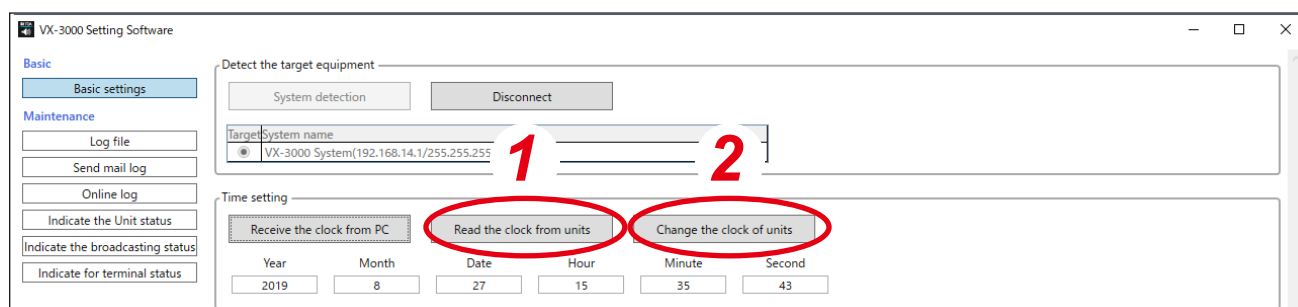 VX-3000 Setting Software
Basic
Basic settings
Maintenance
Log file
Send mail log
Online log
Indicate the Unit status
Indicate the broadcasting status
Indicate for terminal status
Detect the target equipment
System detection Disconnect
Target System name
VX-3000 System(192.168.14.1/255.255.255
1 2
Time setting
Receive the clock from PC Read the clock from units Change the clock of units
Year Month Date Hour Minute Second
2019 8 27 15 35 43